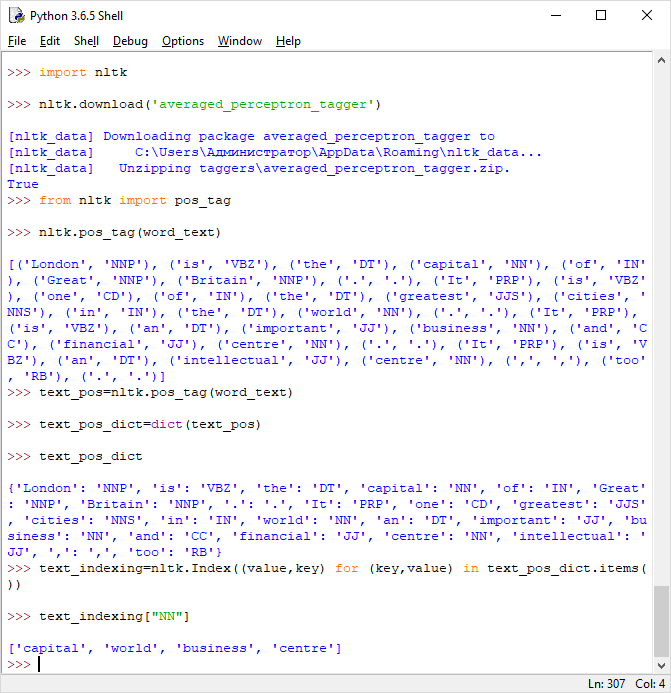 Python 3.6.5 Shell
File Edit Shell Debug Options Window Help
>>> import nltk
>>> nltk.download('averaged_perceptron_tagger')
[nltk_data] Downloading package averaged_perceptron_tagger to
[nltk_data]     C:\Users\Администратор\AppData\Roaming\nltk_data...
[nltk_data]   Unzipping taggers\averaged_perceptron_tagger.zip.
True
>>> from nltk import pos_tag
>>> nltk.pos_tag(word_text)
[('London', 'NNP'), ('is', 'VBZ'), ('the', 'DT'), ('capital', 'NN'), ('of', 'IN'
), ('Great', 'NNP'), ('Britain', 'NNP'), ('.', '.'), ('It', 'PRP'), ('is', 'VBZ'
), ('one', 'CD'), ('of', 'IN'), ('the', 'DT'), ('greatest', 'JJS'), ('cities', '
NNS'), ('in', 'IN'), ('the', 'DT'), ('world', 'NN'), ('.', '.'), ('It', 'PRP'),
('is', 'VBZ'), ('an', 'DT'), ('important', 'JJ'), ('business', 'NN'), ('and', 'C
C'), ('financial', 'JJ'), ('centre', 'NN'), ('.', '.'), ('It', 'PRP'), ('is', 'V
BZ'), ('an', 'DT'), ('intellectual', 'JJ'), ('centre', 'NN'), (',', ','), ('too'
, 'RB'), ('.', '.')]
>>> text_pos=nltk.pos_tag(word_text)
>>> text_pos_dict=dict(text_pos)
>>> text_pos_dict
{'London': 'NNP', 'is': 'VBZ', 'the': 'DT', 'capital': 'NN', 'of': 'IN', 'Great'
: 'NNP', 'Britain': 'NNP', '.': '.', 'It': 'PRP', 'one': 'CD', 'greatest': 'JJS'
, 'cities': 'NNS', 'in': 'IN', 'world': 'NN', 'an': 'DT', 'important': 'JJ', 'bu
siness': 'NN', 'and': 'CC', 'financial': 'JJ', 'centre': 'NN', 'intellectual': '
JJ', ',': ',', 'too': 'RB'}
>>> text_indexing=nltk.Index((value,key) for (key,value) in text_pos_dict.items(
))
>>> text_indexing["NN"]
['capital', 'world', 'business', 'centre']
>>>
Ln: 307 Col: 4